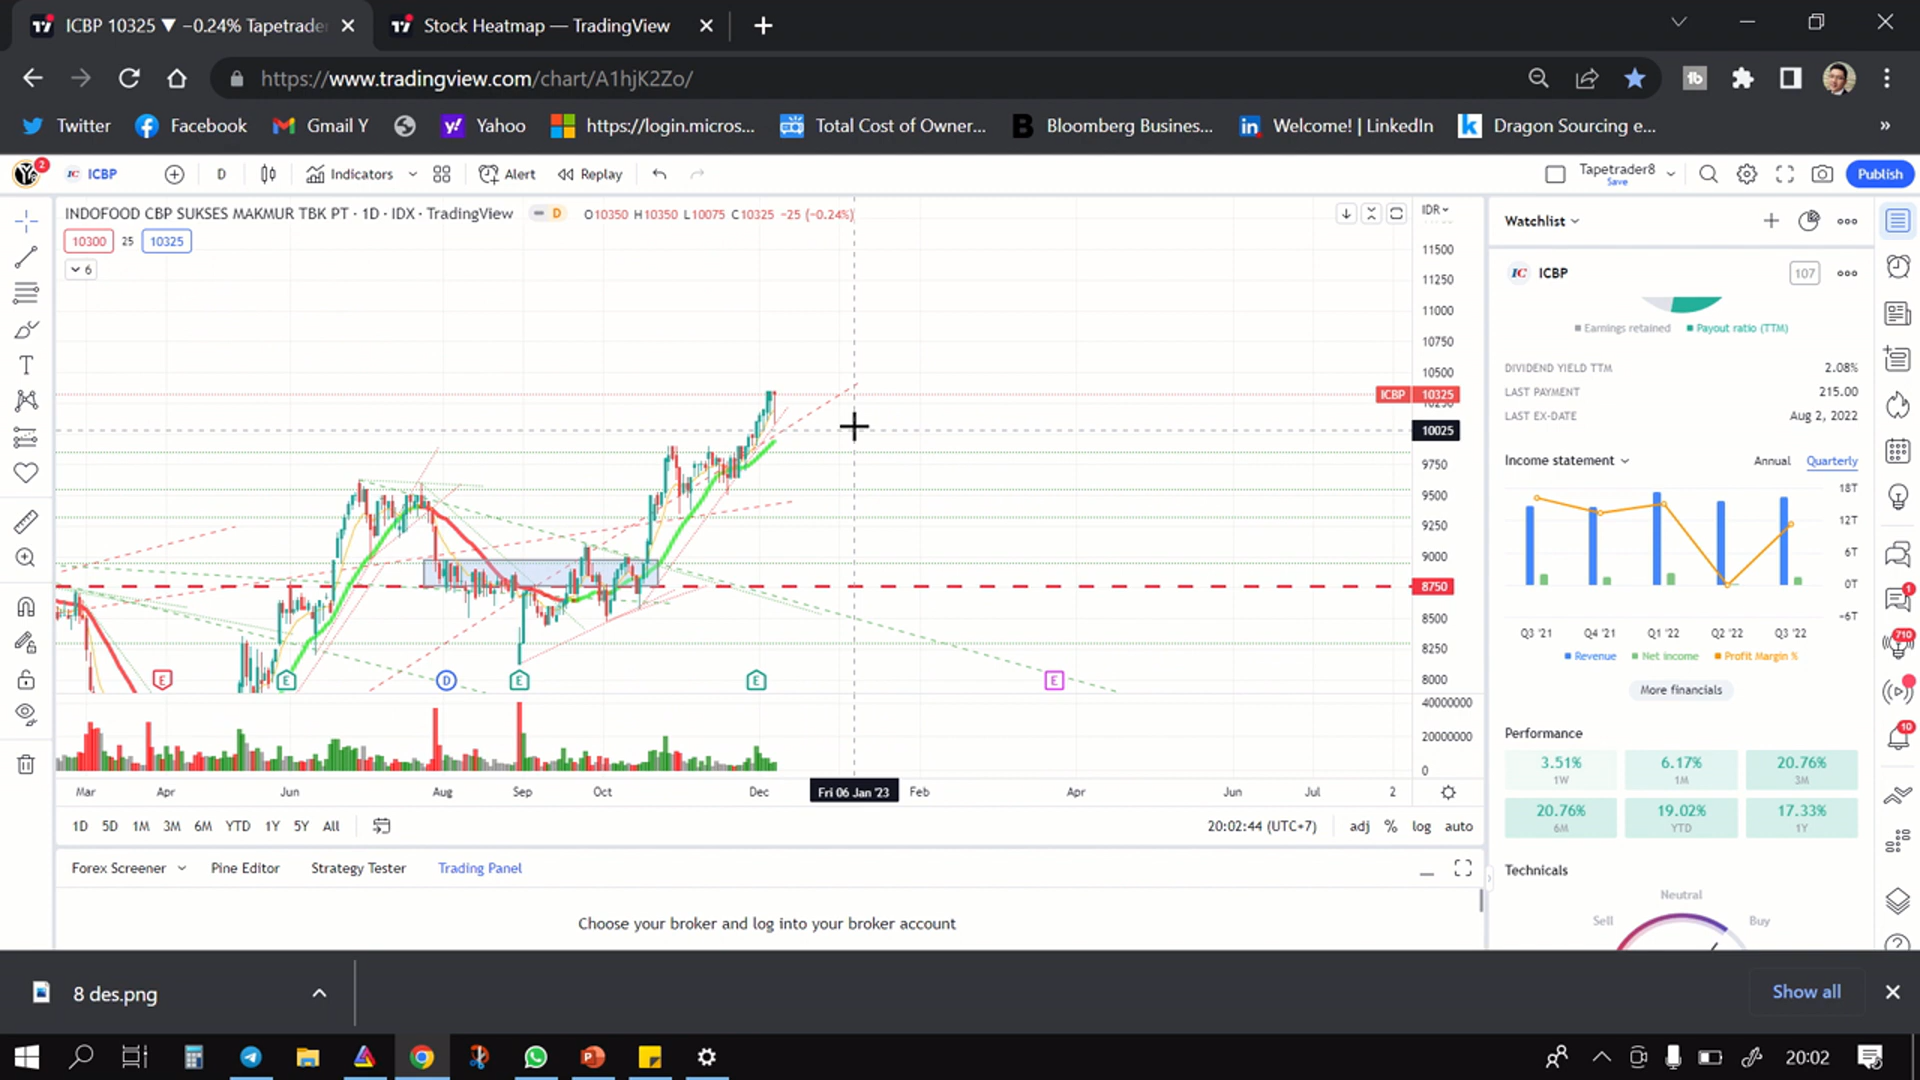 ICBP 10325 ▼ −0.24% Tapetrader
Stock Heatmap — TradingView
https://www.tradingview.com/chart/A1hjK2Zo/
Twitter
Facebook
Gmail Y
Yahoo
https://login.micros...
Total Cost of Owner...
Bloomberg Business...
Welcome! | LinkedIn
Dragon Sourcing e...
»
2
ICBP
D
Indicators
Alert
Replay
Tapetrader8
Save
Publish
INDOFOOD CBP SUKSES MAKMUR TBK PT · 1D · IDX · TradingView
D
O10350 H10350 L10075 C10325 −25 (−0.24%)
IDR
10300
25
10325
6
11500
11250
11000
10750
10500
ICBP 10325
10025
9750
9500
9250
9000
8750
8500
8250
8000
E
E
D
E
E
E
40000000
20000000
0
Mar
Apr
Jun
Aug
Sep
Oct
Dec
Fri 06 Jan '23
Feb
Apr
Jun
Jul
2
1D
5D
1M
3M
6M
YTD
1Y
5Y
All
20:02:44 (UTC+7)
adj
%
log
auto
Forex Screener
Pine Editor
Strategy Tester
Trading Panel
Choose your broker and log into your broker account
Watchlist
IC ICBP
107
Earnings retained
Payout ratio (TTM)
DIVIDEND YIELD TTM 2.08%
LAST PAYMENT 215.00
LAST EX-DATE Aug 2, 2022
Income statement
Annual
Quarterly
18T
12T
6T
0T
−6T
Q3 '21
Q4 '21
Q1 '22
Q2 '22
Q3 '22
Revenue
Net income
Profit Margin %
More financials
Performance
3.51%
1W
6.17%
1M
20.76%
3M
20.76%
6M
19.02%
YTD
17.33%
1Y
Technicals
Neutral
Sell
Buy
1
710
10
8 des.png
Show all
20:02